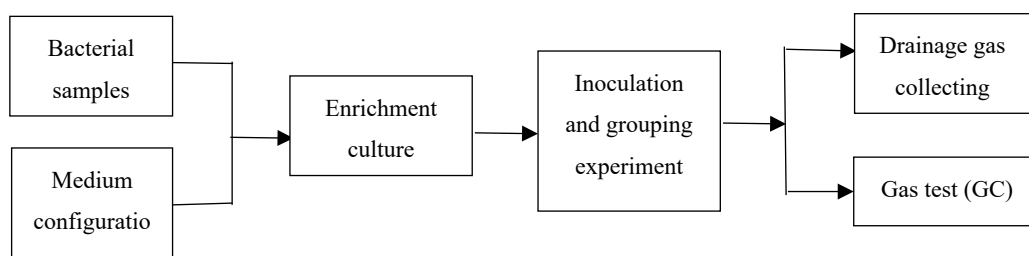 Bacterial
samples
Medium
configuratio
Enrichment
culture
Inoculation
and grouping
experiment
Drainage gas
collecting
Gas test (GC)